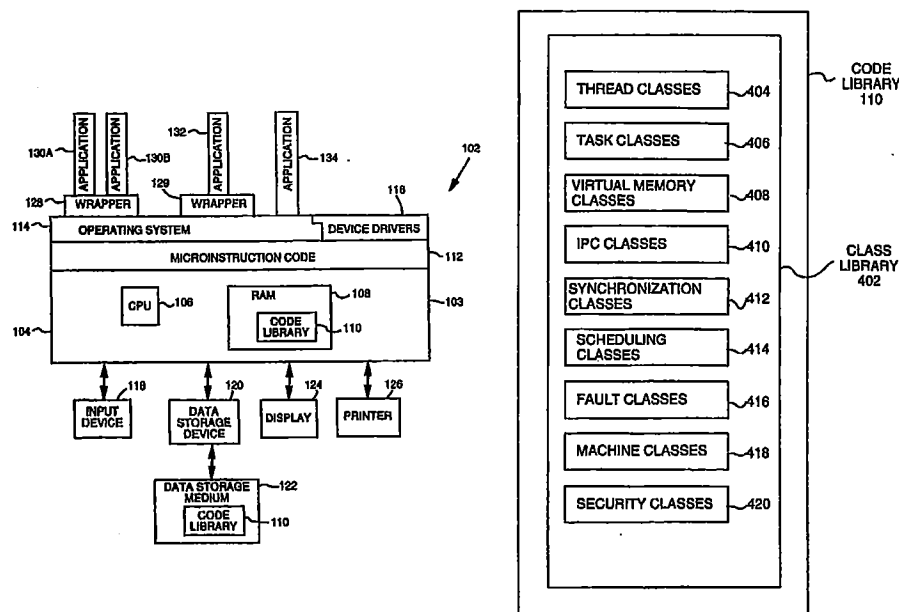 130A
APPLICATION
APPLICATION
130B
132
APPLICATION
APPLICATION
134
102
128
WRAPPER
129
WRAPPER
116
114
OPERATING SYSTEM
DEVICE DRIVERS
MICROINSTRUCTION CODE
112
CPU
106
RAM
108
CODE
LIBRARY
110
104
103
118
INPUT
DEVICE
120
DATA
STORAGE
DEVICE
124
DISPLAY
126
PRINTER
122
DATA STORAGE
MEDIUM
CODE
LIBRARY
110
THREAD CLASSES
404
TASK CLASSES
406
VIRTUAL MEMORY
CLASSES
408
IPC CLASSES
410
SYNCHRONIZATION
CLASSES
412
SCHEDULING
CLASSES
414
FAULT CLASSES
416
MACHINE CLASSES
418
SECURITY CLASSES
420
CODE
LIBRARY
110
CLASS
LIBRARY
402